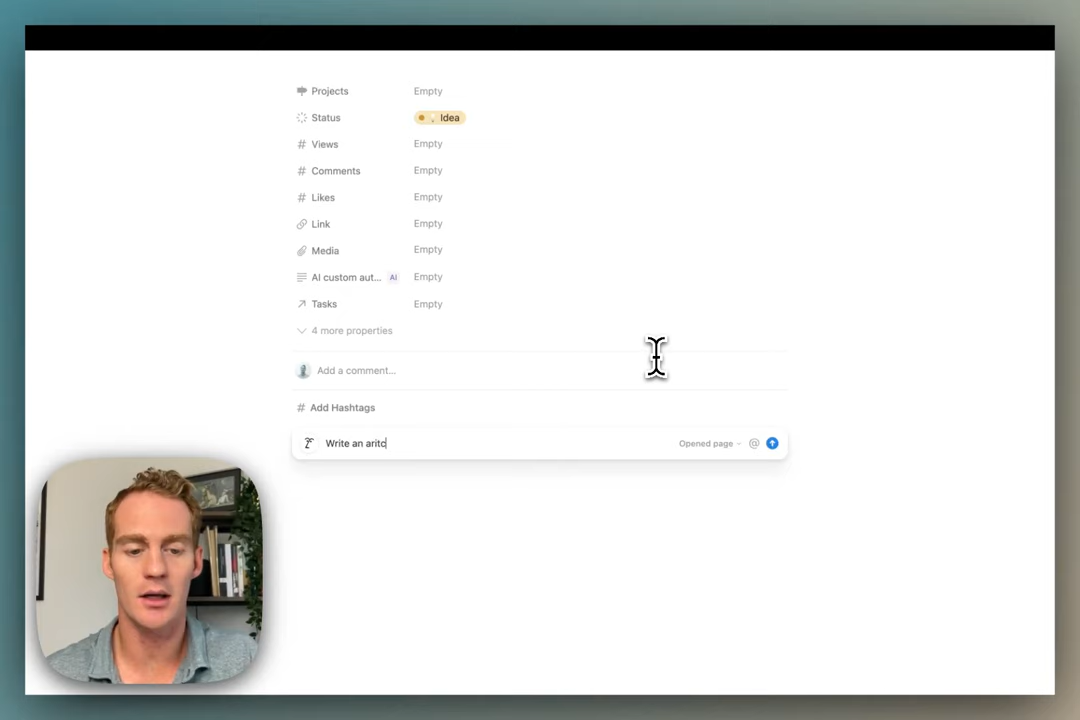 Projects Empty
Status Idea
# Views Empty
# Comments Empty
# Likes Empty
Link Empty
Media Empty
AI custom aut... AI Empty
Tasks Empty
4 more properties
Add a comment...
# Add Hashtags
Write an aritc Opened page @